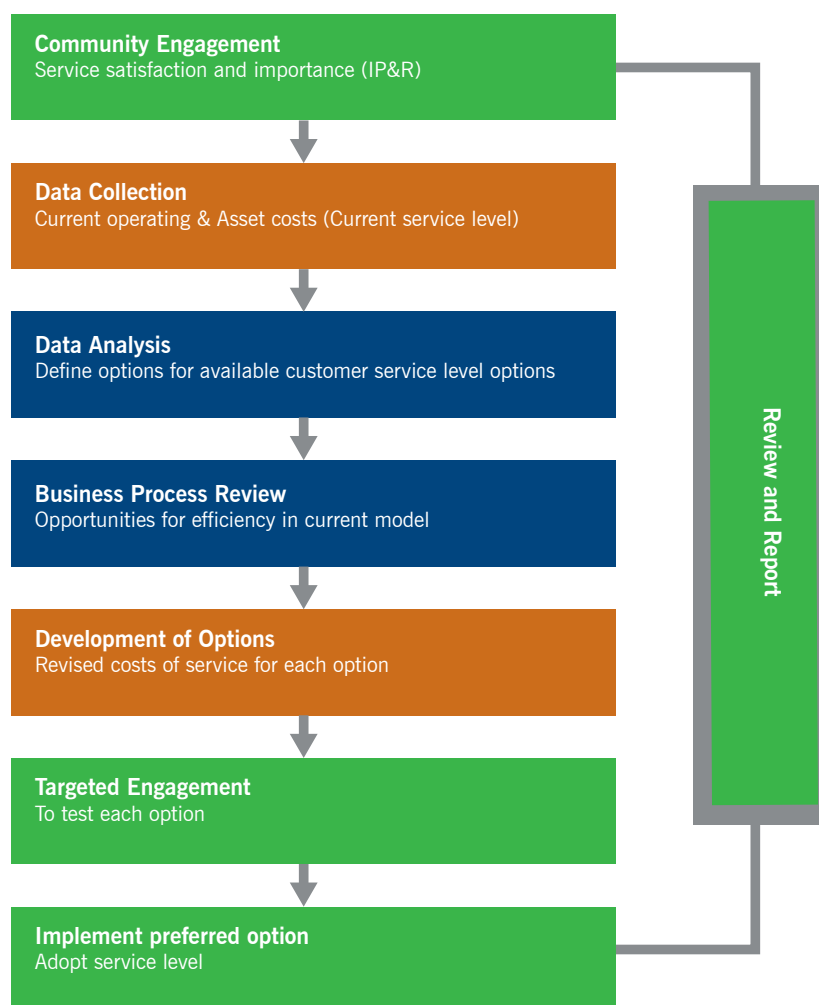 Community Engagement
Service satisfaction and importance (IP&R)
Data Collection
Current operating & Asset costs (Current service level)
Data Analysis
Define options for available customer service level options
Business Process Review
Opportunities for efficiency in current model
Development of Options
Revised costs of service for each option
Targeted Engagement
To test each option
Implement preferred option
Adopt service level
Review and Report